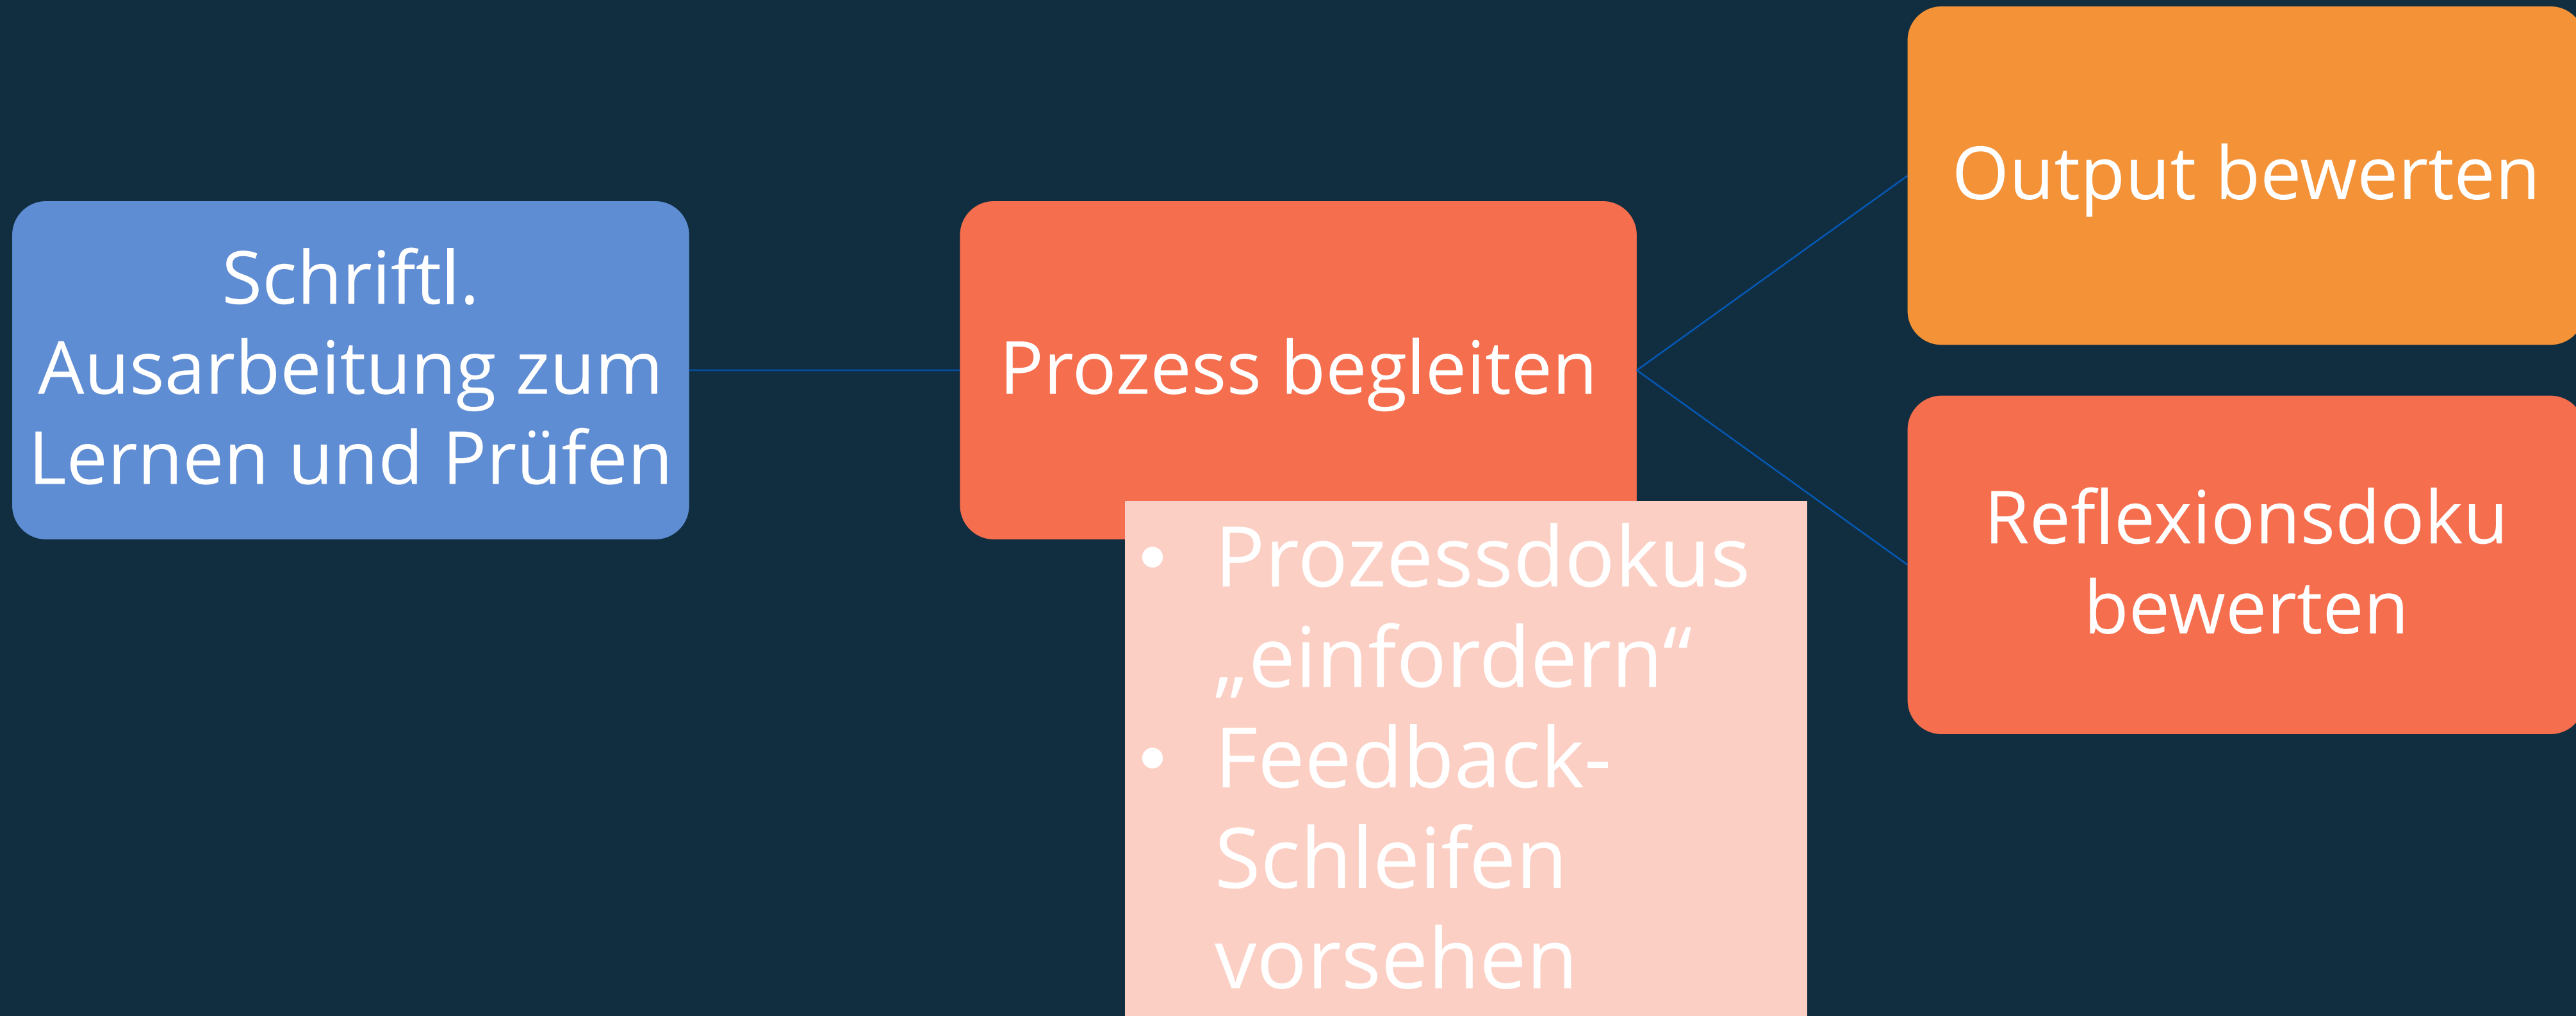 Schriftl.
Ausarbeitung zum
Lernen und Prüfen
Prozess begleiten
• Prozessdokus
„einfordern“
• Feedback-
Schleifen
vorsehen
Output bewerten
Reflexionsdoku
bewerten